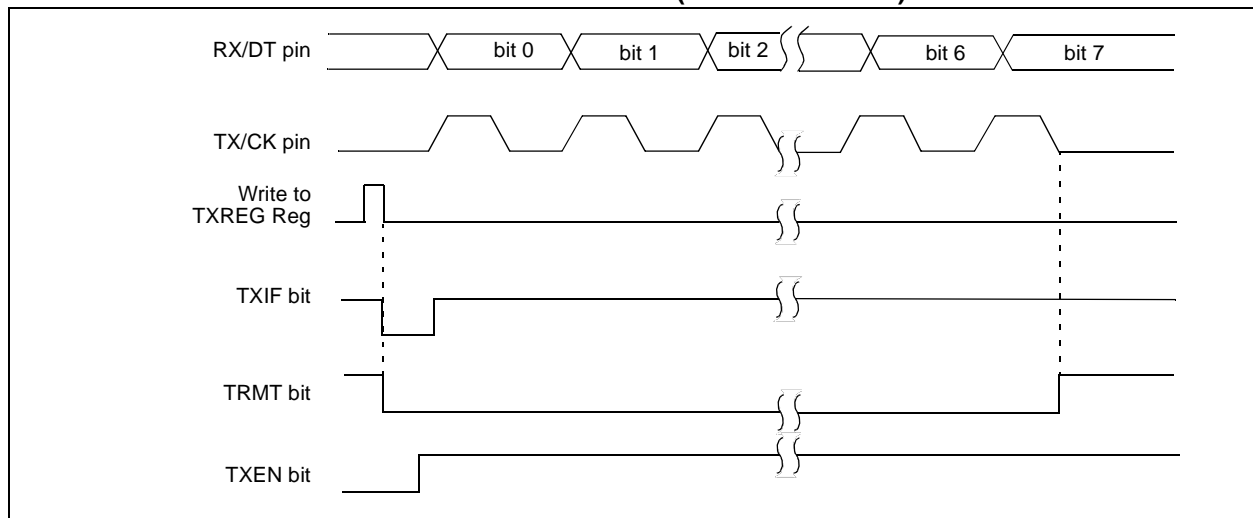 RX/DT pin
bit 0
bit 1
bit 2
bit 6
bit 7
TX/CK pin
Write to
TXREG Reg
TXIF bit
TRMT bit
TXEN bit